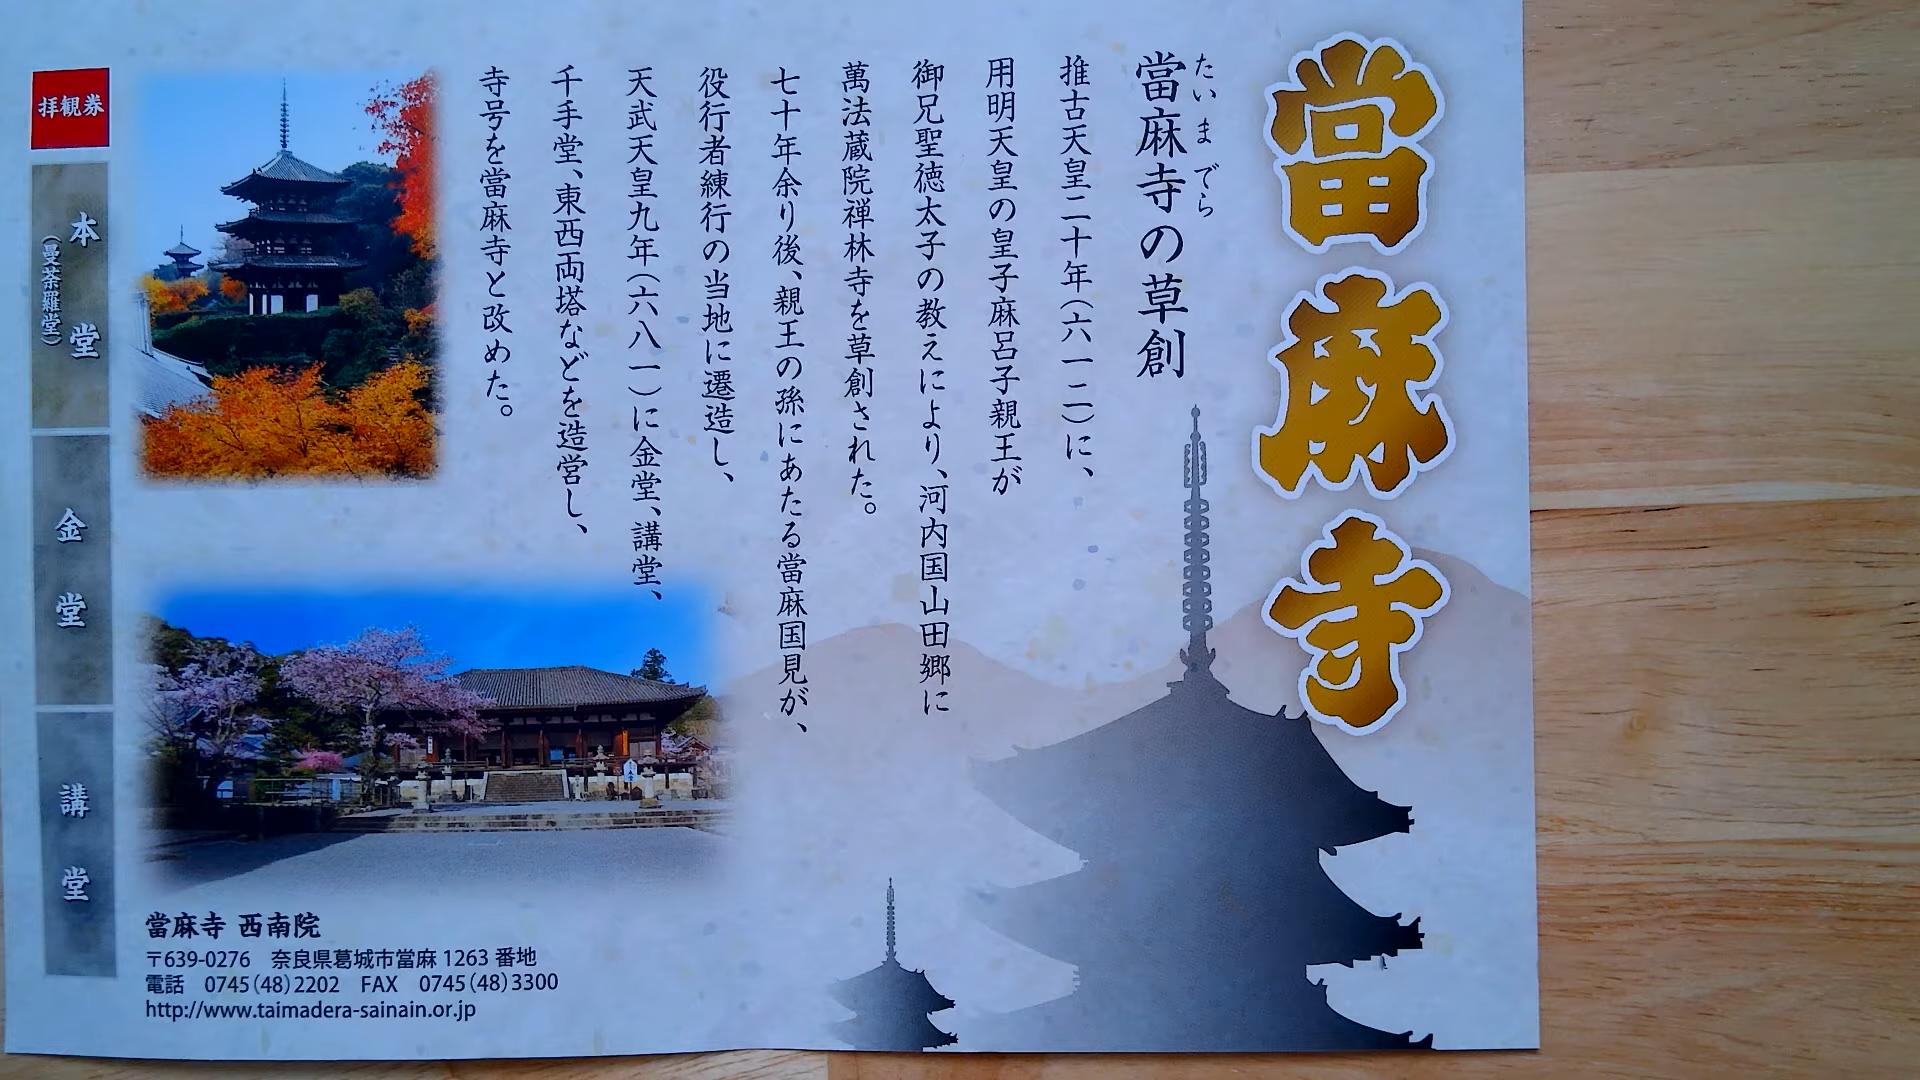 當麻寺
たいまでら
當麻寺の草創
推古天皇二十年(六一二)に、
用明天皇の皇子麻呂子親王が
御兄聖徳太子の教えにより、河内国山田郷に
萬法蔵院禅林寺を草創された。
七十年余り後、親王の孫にあたる當麻国見が、
役行者練行の当地に遷造し、
天武天皇九年(六八一)に金堂、講堂、
千手堂、東西両塔などを造営し、
寺号を當麻寺と改めた。
拝観券
本堂
(曼荼羅堂)
金堂
講堂
當麻寺 西南院
〒639-0276 奈良県葛城市當麻1263番地
電話 0745(48)2202 FAX 0745(48)3300
http://www.taimadera-sainain.or.jp